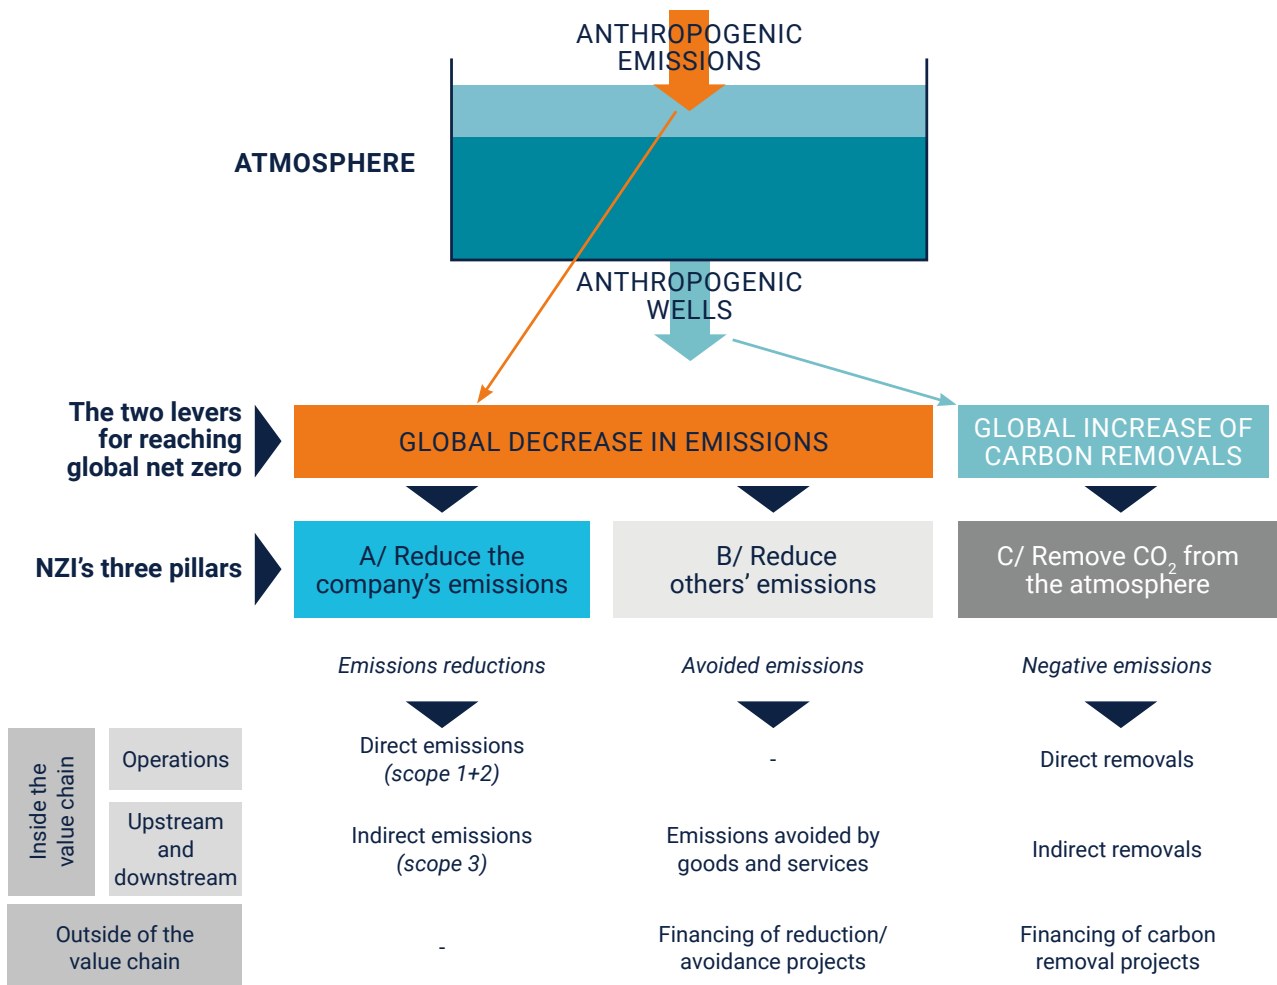 ANTHROPOGENIC
EMISSIONS
ATMOSPHERE
ANTHROPOGENIC
WELLS
The two levers
for reaching
global net zero
GLOBAL DECREASE IN EMISSIONS
GLOBAL INCREASE OF
CARBON REMOVALS
NZI's three pillars
A/ Reduce the
company's emissions
B/ Reduce
others' emissions
C/ Remove CO2 from
the atmosphere
Emissions reductions
Avoided emissions
Negative emissions
Inside the
value chain
Operations
Direct emissions
(scope 1+2)
-
Direct removals
Upstream
and
downstream
Indirect emissions
(scope 3)
Emissions avoided by
goods and services
Indirect removals
Outside of the
value chain
-
Financing of reduction/
avoidance projects
Financing of carbon
removal projects